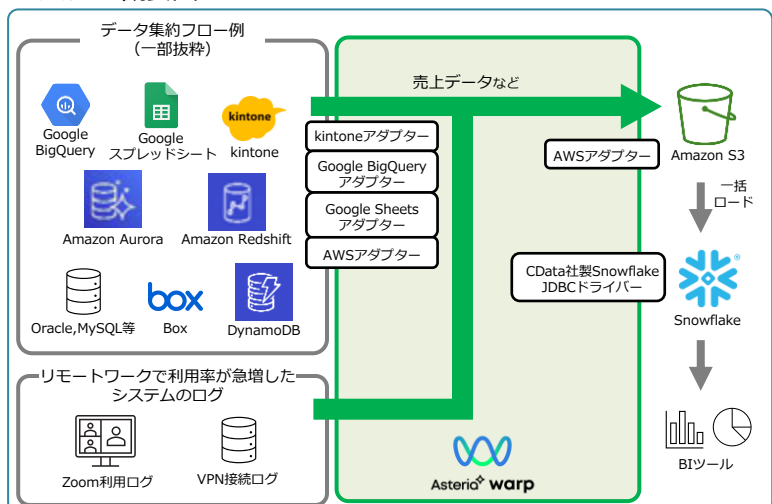 データ集約フロー例
(一部抜粋)
Google
BigQuery
Google
スプレッドシート
kintone
kintone
Amazon Aurora
Amazon Redshift
Oracle,MySQL等
box
Box
DynamoDB
リモートワークで利用率が急増した
システムのログ
Zoom利用ログ
VPN接続ログ
売上データなど
kintoneアダプター
Google BigQuery
アダプター
Google Sheets
アダプター
AWSアダプター
AWSアダプター
CData社製Snowflake
JDBCドライバー
Asteria warp
Amazon S3
一括
ロード
Snowflake
BIツール